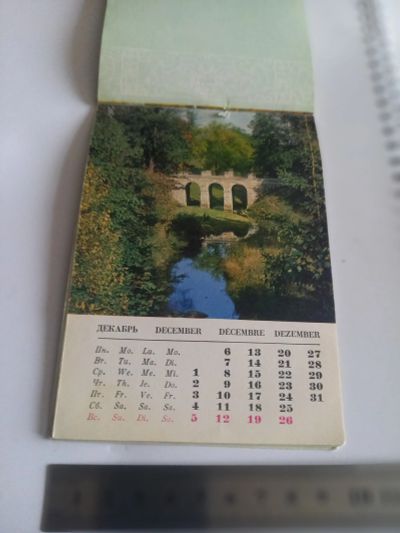 ДЕКАБРЬ DECEMBER DÉCEMBRE DEZEMBER
Пн. Mo. Lu. Mo. 6 13 20 27
Вт. Tu. Ma. Di. 7 14 21 28
Ср. We. Me. Mi. 1 8 15 22 29
Чт. Th. Je. Do. 2 9 16 23 30
Пт. Fr. Ve. Fr. 3 10 17 24 31
Сб. Sa. Sa. Sa. 4 11 18 25
Вс. Su. Di. So. 5 12 19 26